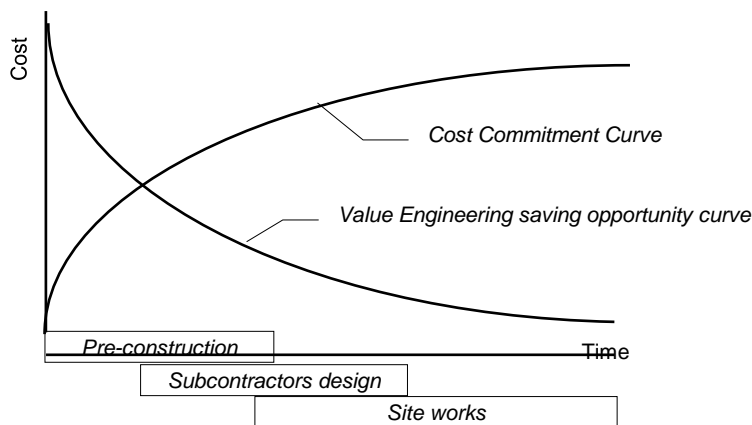 Cost
Cost Commitment Curve
Value Engineering saving opportunity curve
Pre-construction
Time
Subcontractors design
Site works